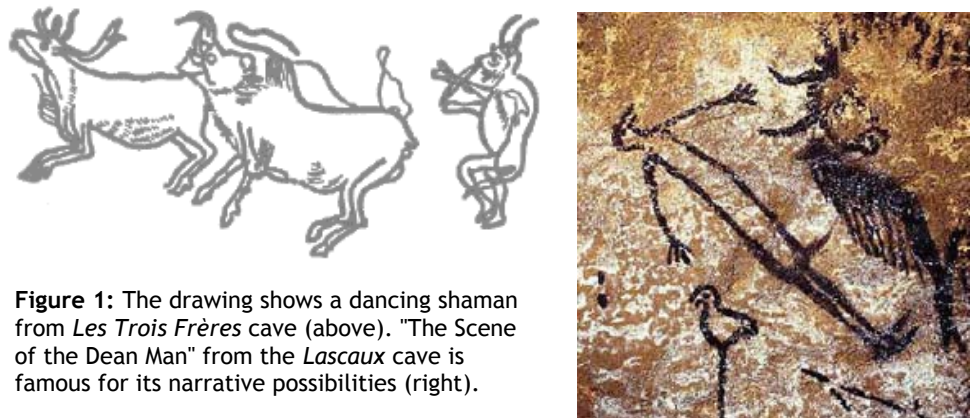 Figure 1: The drawing shows a dancing shaman
from Les Trois Frères cave (above). "The Scene
of the Dean Man" from the Lascaux cave is
famous for its narrative possibilities (right).